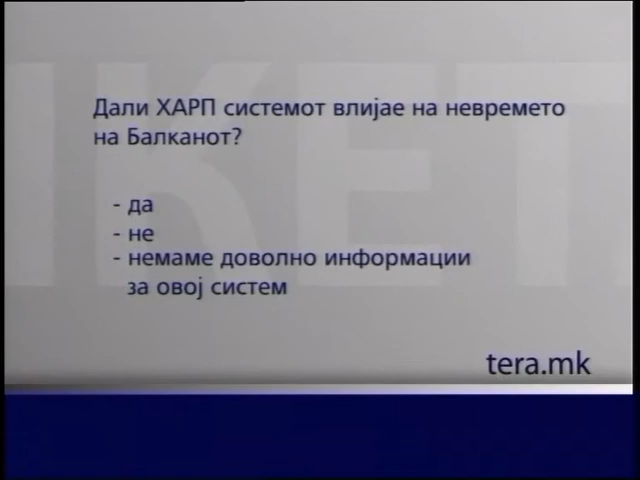 Дали ХАРП системот влијае на невремето
на Балканот?
- да
- не
- немаме доволно информации
за овој систем
tera.mk